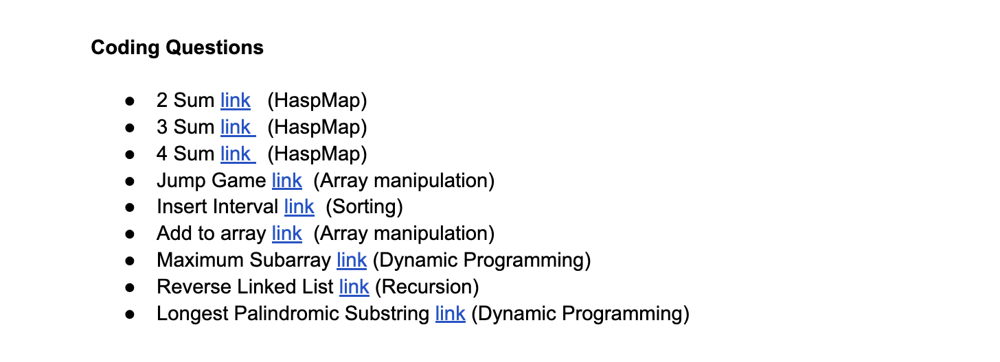 Coding Questions
● 2 Sum link (HaspMap)
● 3 Sum link (HaspMap)
● 4 Sum link (HaspMap)
● Jump Game link (Array manipulation)
● Insert Interval link (Sorting)
● Add to array link (Array manipulation)
● Maximum Subarray link (Dynamic Programming)
● Reverse Linked List link (Recursion)
● Longest Palindromic Substring link (Dynamic Programming)